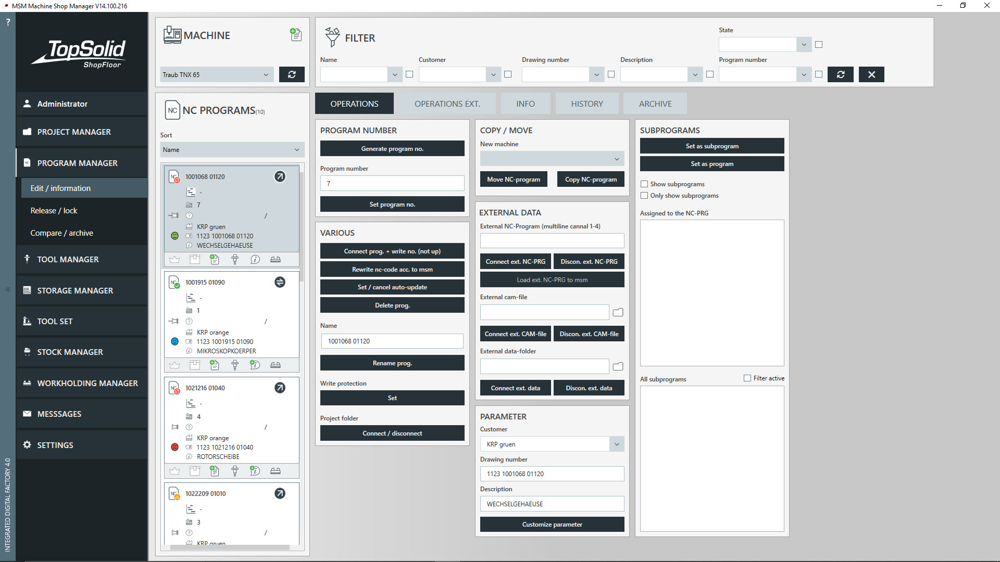 MSM Machine Shop Manager V14.100.216
?
TopSolid
ShopFloor
Administrator
PROJECT MANAGER
PROGRAM MANAGER
Edit / information
Release / lock
Compare / archive
TOOL MANAGER
STORAGE MANAGER
TOOL SET
STOCK MANAGER
WORKHOLDING MANAGER
MESSSAGES
SETTINGS
INTEGRATED DIGITAL FACTORY 4.0
MACHINE
Traub TNX 65
FILTER
State
Name
Customer
Drawing number
Description
Program number
NC
NC PROGRAMS(10)
Sort
Name
NC
1001068 01120
-
7
/
KRP gruen
1123 1001068 01120
WECHSELGEHAEUSE
NC
1001915 01090
-
1
/
KRP orange
1123 1001915 01090
MIKROSKOPKOERPER
NC
1021216 01040
-
4
/
KRP orange
1123 1021216 01040
ROTORSCHEIBE
NC
1022209 01010
-
3
/
KRP gruen
OPERATIONS
OPERATIONS EXT.
INFO
HISTORY
ARCHIVE
PROGRAM NUMBER
Generate program no.
Program number
7
Set program no.
VARIOUS
Connect prog. + write no. (not up)
Rewrite nc-code acc. to msm
Set / cancel auto-update
Delete prog.
Name
1001068 01120
Rename prog.
Write protection
Set
Project folder
Connect / disconnect
COPY / MOVE
New machine
Move NC-program
Copy NC-program
EXTERNAL DATA
External NC-Program (multiline cannal 1-4)
Connect ext. NC-PRG
Discon. ext. NC-PRG
Load ext. NC-PRG to msm
External cam-file
Connect ext. CAM-file
Discon. ext. CAM-file
External data-folder
Connect ext. data
Discon. ext. data
PARAMETER
Customer
KRP gruen
Drawing number
1123 1001068 01120
Description
WECHSELGEHAEUSE
Customize parameter
SUBPROGRAMS
Set as subprogram
Set as program
Show subprograms
Only show subprograms
Assigned to the NC-PRG
All subprograms
Filter active